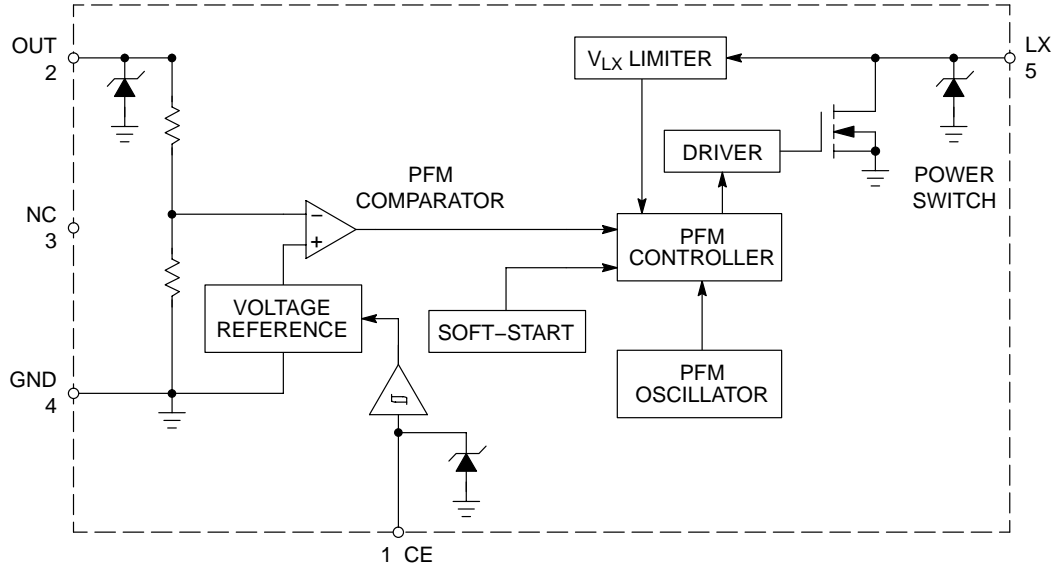 OUT
2
V_LX LIMITER
LX
5
DRIVER
POWER
SWITCH
PFM
COMPARATOR
NC
3
−
+
PFM
CONTROLLER
VOLTAGE
REFERENCE
SOFT−START
GND
4
PFM
OSCILLATOR
1 CE